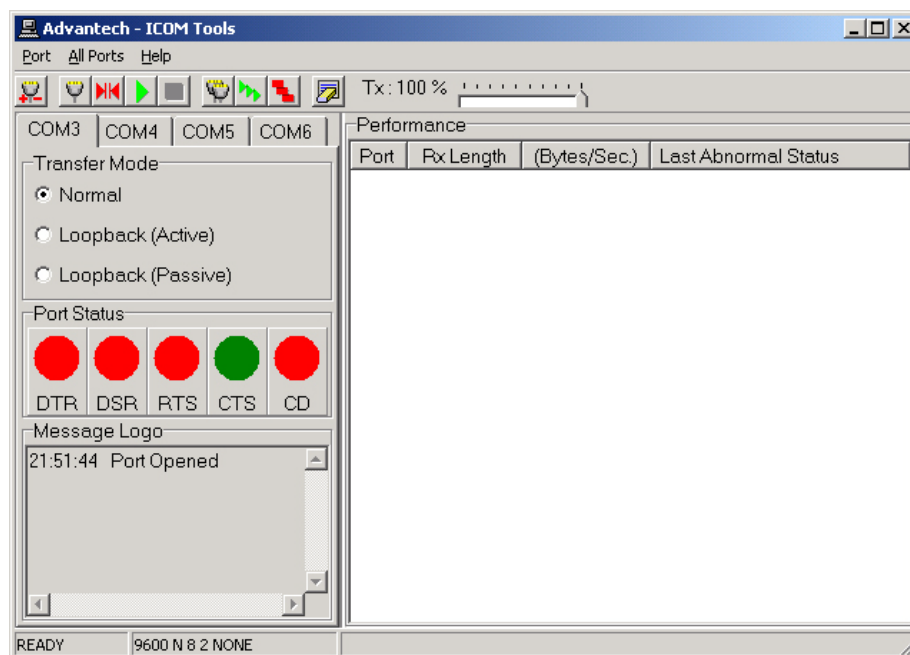 Advantech - ICOM Tools
Port All Ports Help
Tx : 100 %
COM3 COM4 COM5 COM6
Transfer Mode
Normal
Loopback (Active)
Loopback (Passive)
Port Status
DTR DSR RTS CTS CD
Message Logo
21:51:44 Port Opened
Performance
Port Rx Length (Bytes/Sec.) Last Abnormal Status
READY 9600 N 8 2 NONE